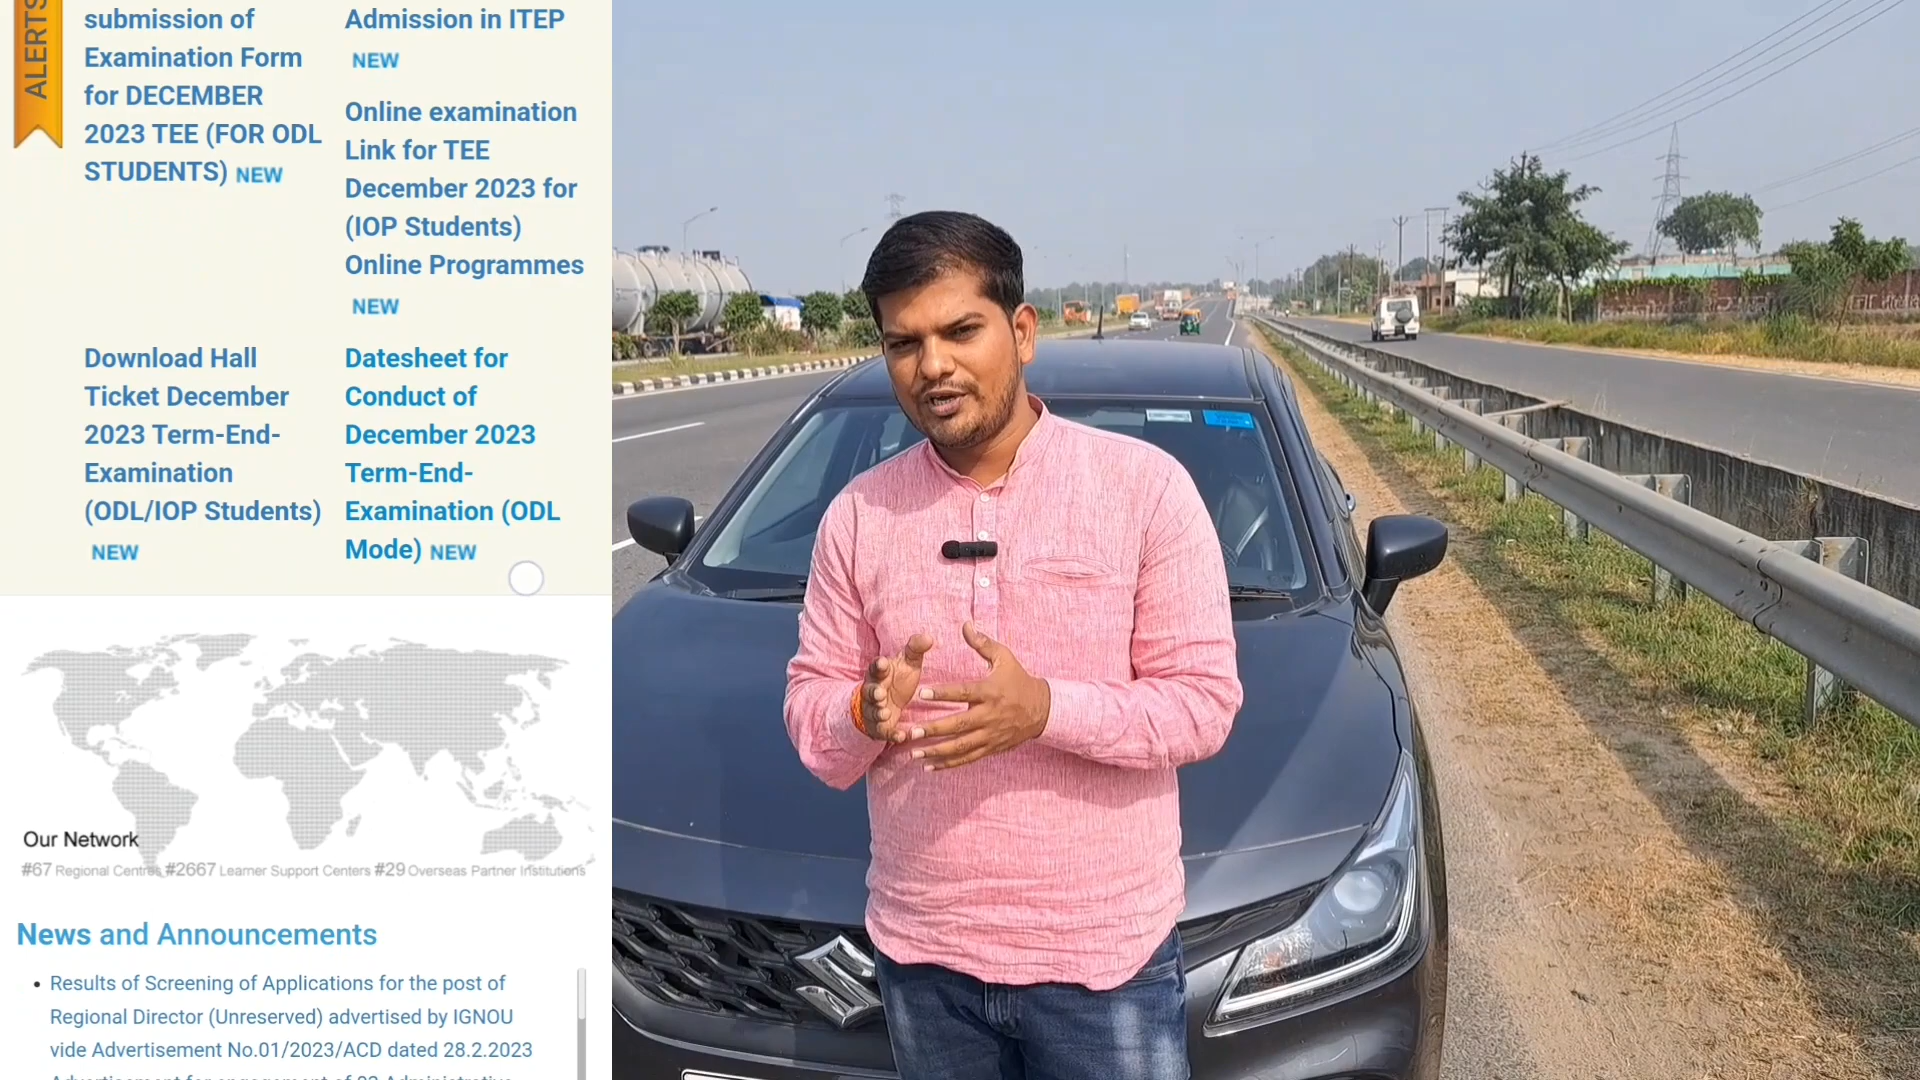 ALERTS
submission of
Examination Form
for DECEMBER
2023 TEE (FOR ODL
STUDENTS) NEW
Download Hall
Ticket December
2023 Term-End-
Examination
(ODL/IOP Students)
NEW
Admission in ITEP
NEW
Online examination
Link for TEE
December 2023 for
(IOP Students)
Online Programmes
NEW
Datesheet for
Conduct of
December 2023
Term-End-
Examination (ODL
Mode) NEW
Our Network
#67 Regional Centres #2667 Learner Support Centers #29 Overseas Partner Institutions
News and Announcements
• Results of Screening of Applications for the post of
Regional Director (Unreserved) advertised by IGNOU
vide Advertisement No.01/2023/ACD dated 28.2.2023